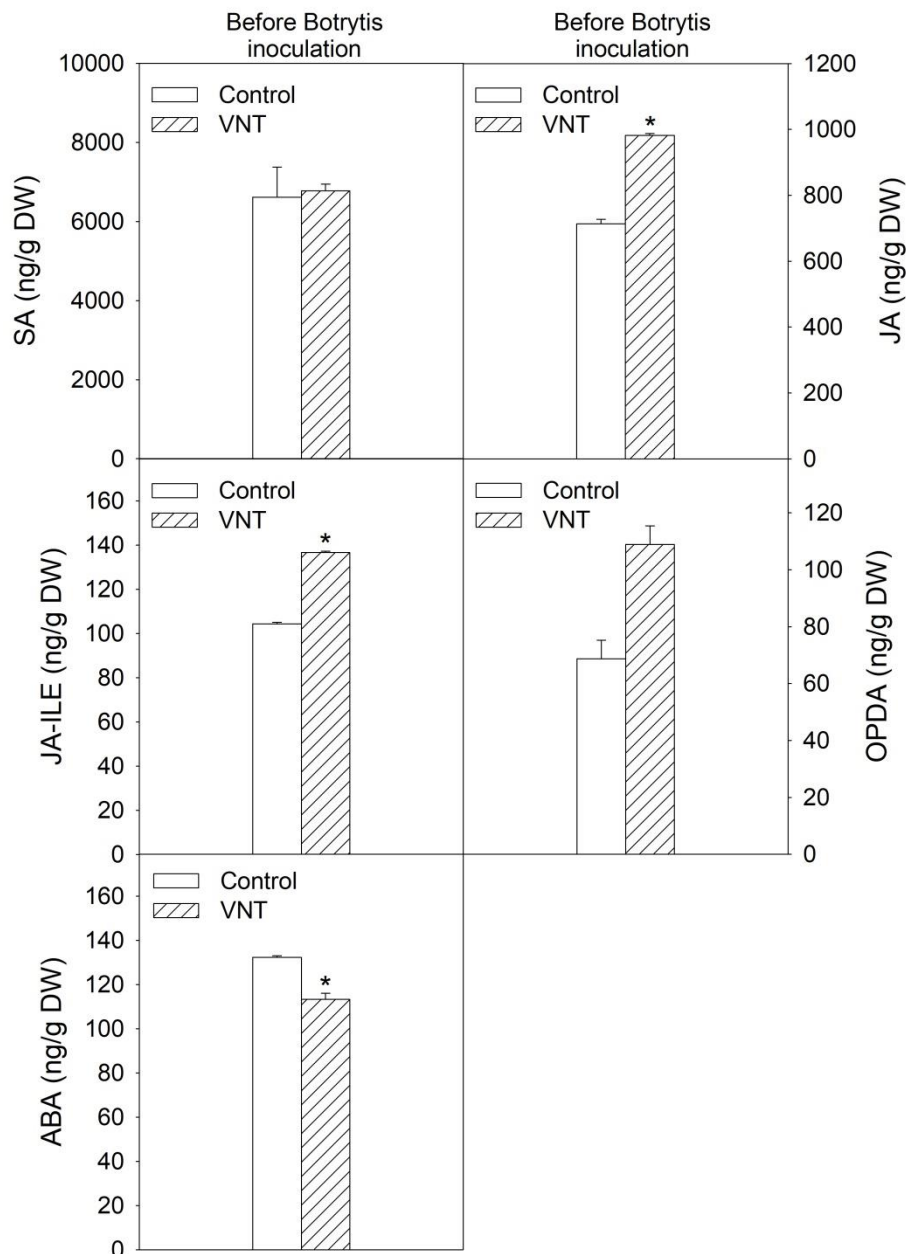 Before Botrytis
inoculation
Before Botrytis
inoculation
SA (ng/g DW)
10000
8000
6000
4000
2000
0
Control
VNT
Control
VNT
*
1200
1000
800
600
400
200
0
JA (ng/g DW)
JA-ILE (ng/g DW)
160
140
120
100
80
60
40
20
0
Control
VNT
*
Control
VNT
120
100
80
60
40
20
0
OPDA (ng/g DW)
ABA (ng/g DW)
160
140
120
100
80
60
40
20
0
Control
VNT
*